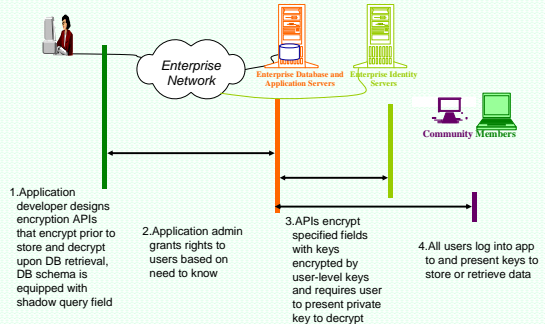 Enterprise
Network
Enterprise Database and
Application Servers
Enterprise Identity
Servers
Community Members
1.Application
developer designs
encryption APIs
that encrypt prior to
store and decrypt
upon DB retrieval,
DB schema is
equipped with
shadow query field
2.Application admin
grants rights to
users based on
need to know
3.APIs encrypt
specified fields
with keys
encrypted by
user-level keys
and requires user
to present private
key to decrypt
4.All users log into app
to and present keys to
store or retrieve data